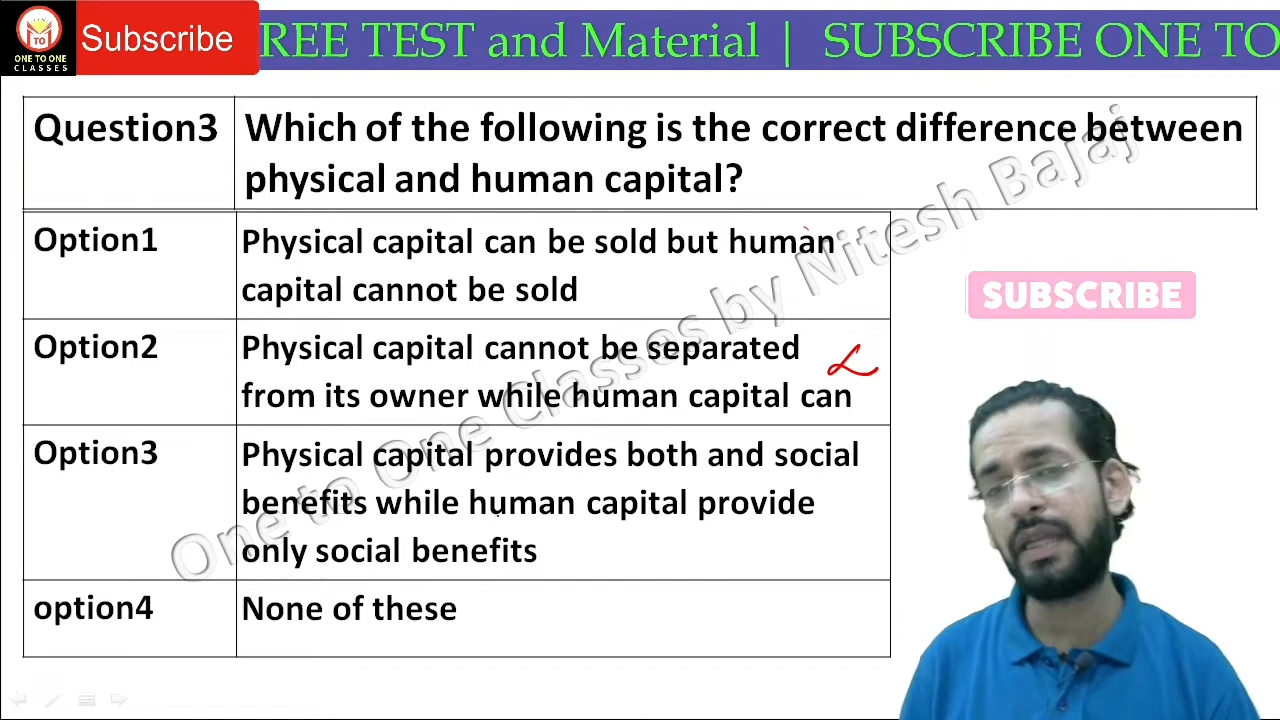 TO
ONE TO ONE
CLASSES
Subscribe
REE TEST and Material | SUBSCRIBE ONE TO
Question3
Which of the following is the correct difference between
physical and human capital?
Option1
Physical capital can be sold but human
capital cannot be sold
SUBSCRIBE
Option2
Physical capital cannot be separated
from its owner while human capital can
Option3
Physical capital provides both and social
benefits while human capital provide
only social benefits
option4
None of these
One to One Classes by Nitesh Bajaj